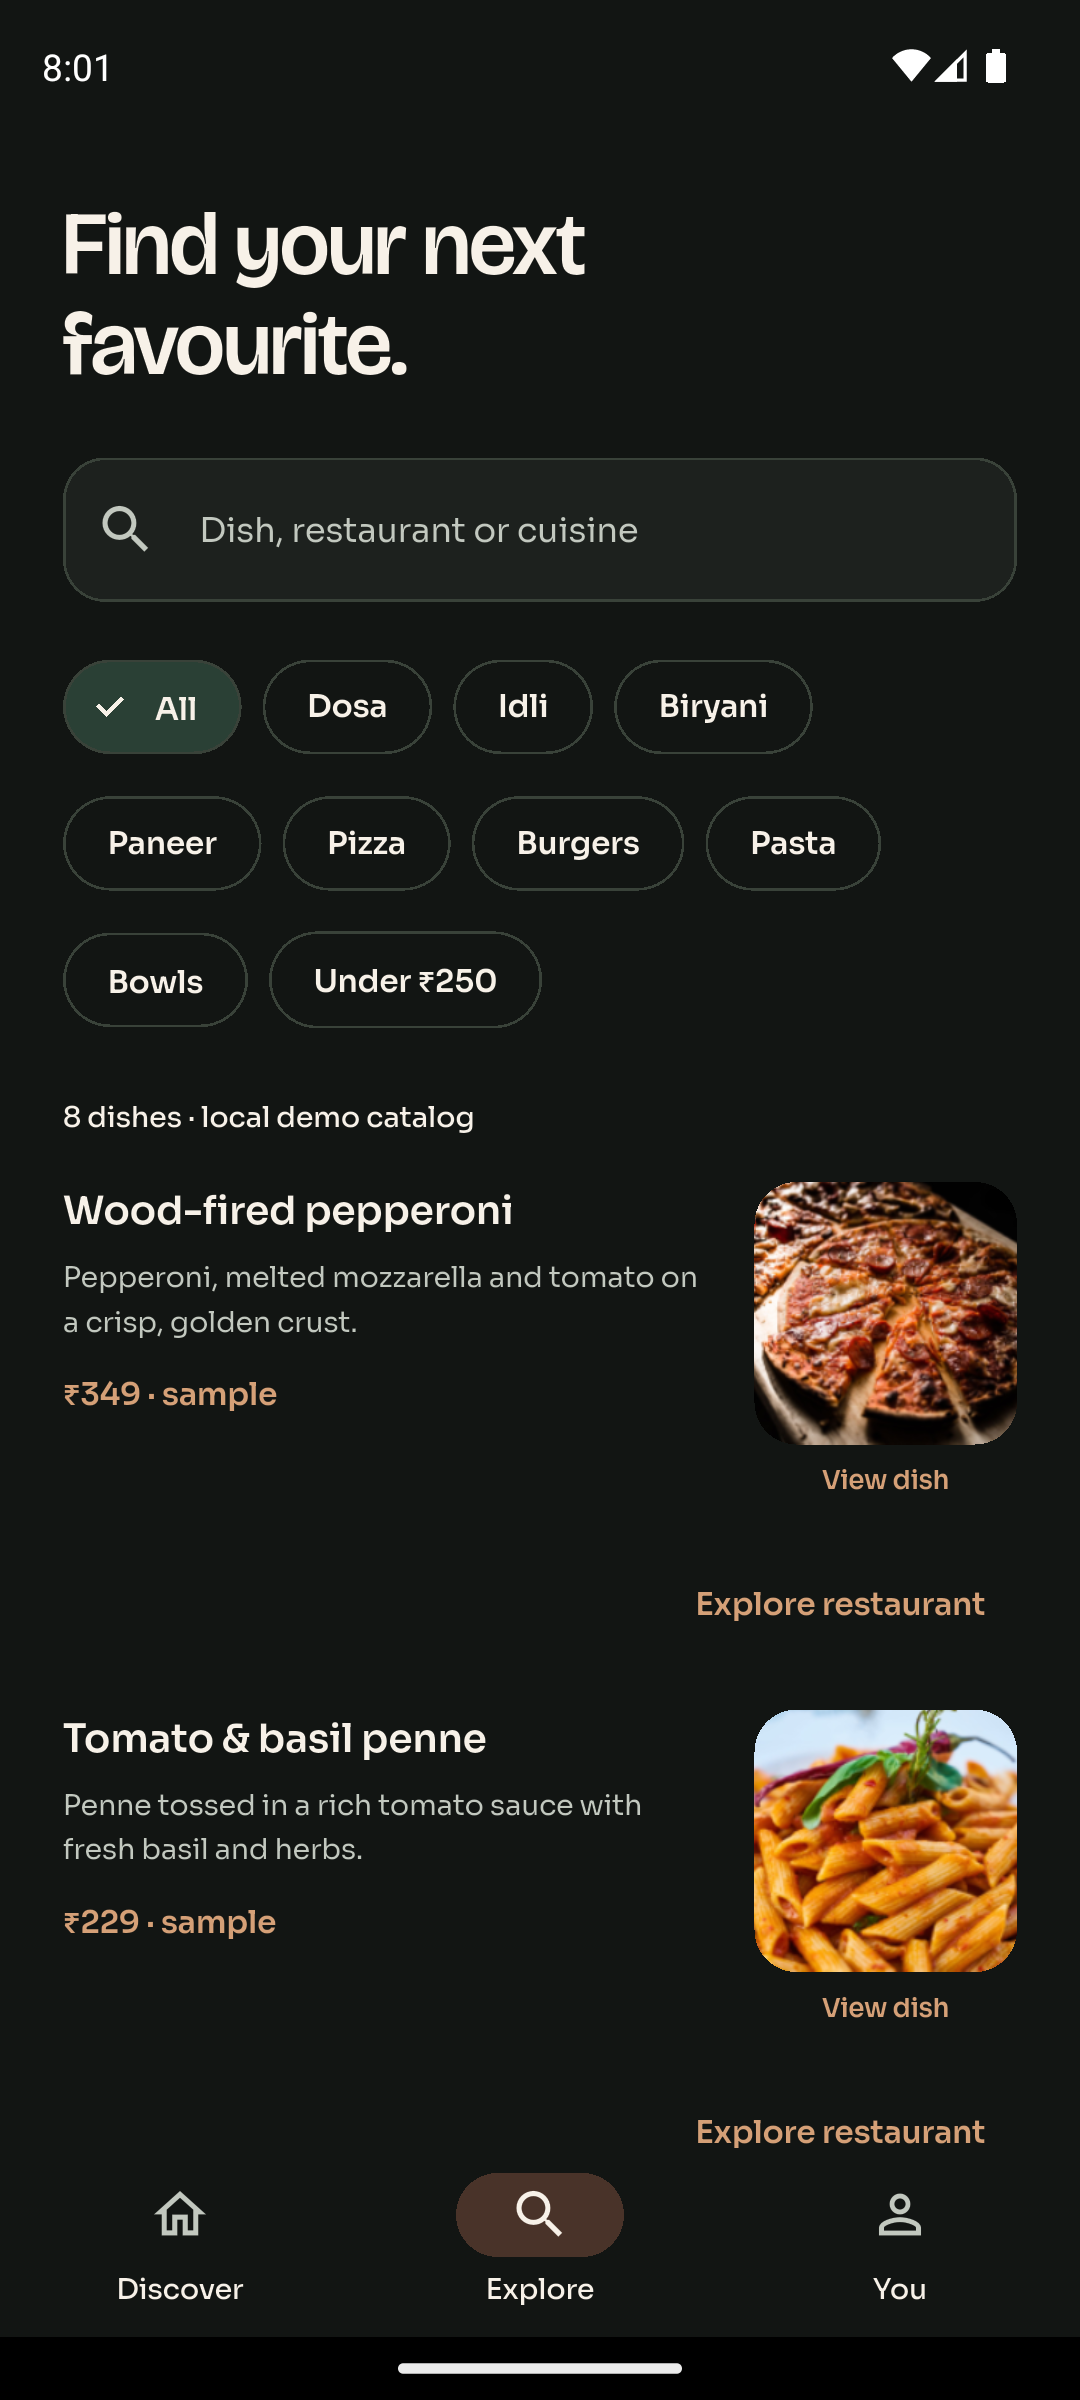 8:01
Find your next
favourite.
Dish, restaurant or cuisine
All
Dosa
Idli
Biryani
Paneer
Pizza
Burgers
Pasta
Bowls
Under ₹250
8 dishes · local demo catalog
Wood-fired pepperoni
Pepperoni, melted mozzarella and tomato on
a crisp, golden crust.
₹349 · sample
View dish
Explore restaurant
Tomato & basil penne
Penne tossed in a rich tomato sauce with
fresh basil and herbs.
₹229 · sample
View dish
Explore restaurant
Discover
Explore
You